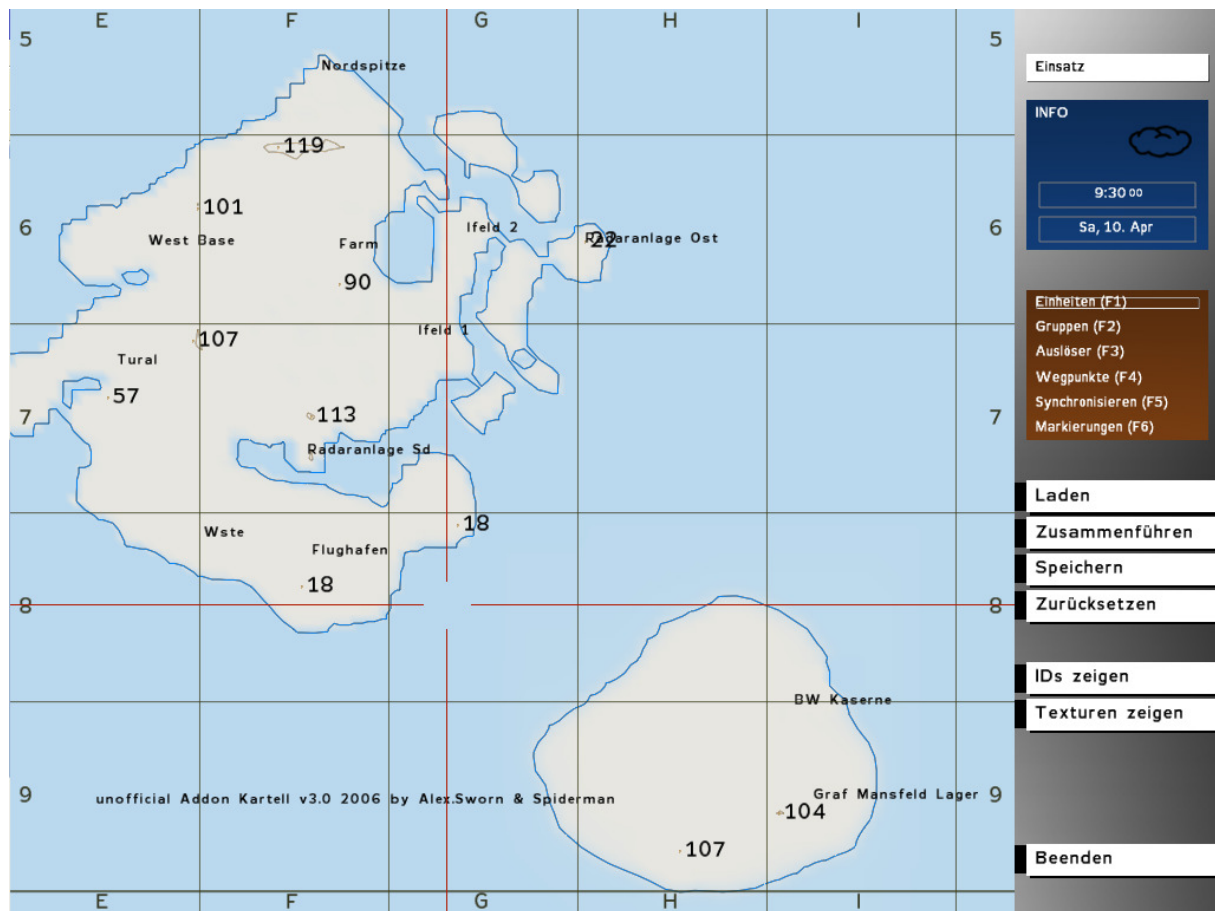 E F G H I
5 5
Nordspitze
Einsatz
INFO
119
9:30 00
101
Ifeld 2
Sa, 10. Apr
6 6
West Base
Farm
22
Radaranlage Ost
90
Einheiten (F1)
Ifeld 1
Gruppen (F2)
107
Auslöser (F3)
Tural
Wegpunkte (F4)
57
Synchronisieren (F5)
7 7
113
Markierungen (F6)
Radaranlage Sd
Laden
18
Wste
Zusammenführen
Flughafen
Speichern
18
8 8
Zurücksetzen
IDs zeigen
BW Kaserne
Texturen zeigen
9 9
Graf Mansfeld Lager
unofficial Addon Kartell v3.0 2006 by Alex.Sworn & Spiderman
104
107
Beenden
E F G H I